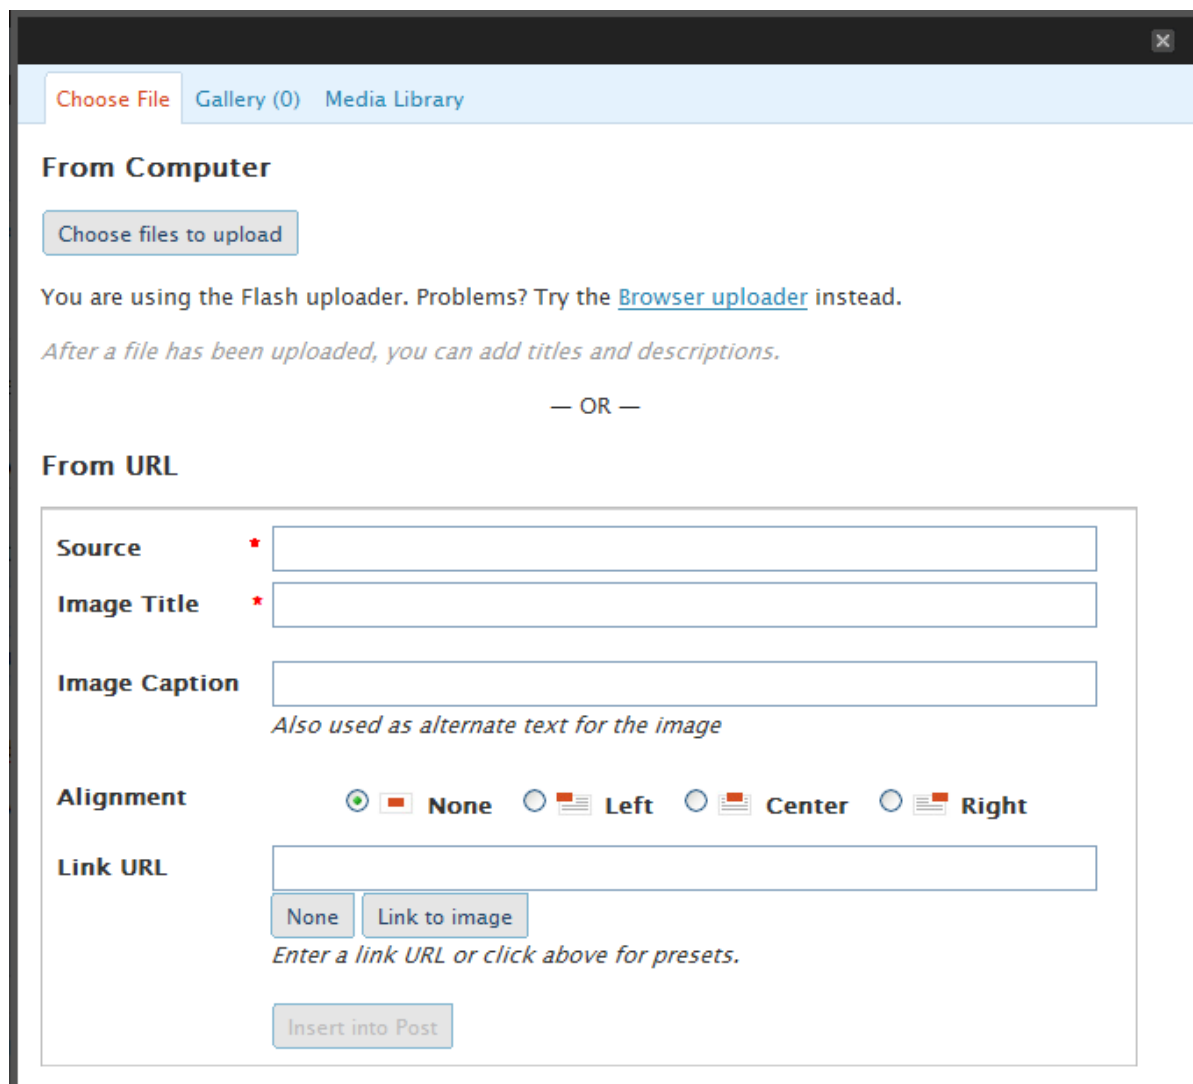 Choose File Gallery (0) Media Library
From Computer
Choose files to upload
You are using the Flash uploader. Problems? Try the Browser uploader instead.
After a file has been uploaded, you can add titles and descriptions.
— OR —
From URL
Source *
Image Title *
Image Caption
Also used as alternate text for the image
Alignment None Left Center Right
Link URL
None Link to image
Enter a link URL or click above for presets.
Insert into Post